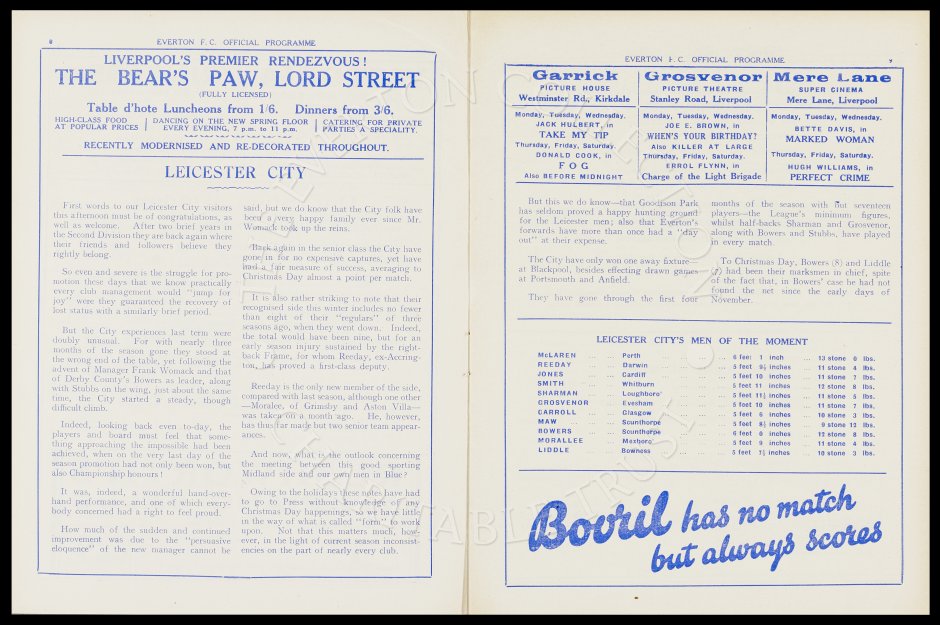 8
EVERTON F.C. OFFICIAL PROGRAMME
LIVERPOOL'S PREMIER RENDEZVOUS !
THE BEAR'S PAW, LORD STREET
(FULLY LICENSED)
Table d'hote Luncheons from 1/6. Dinners from 3/6.
HIGH-CLASS FOOD
AT POPULAR PRICES
DANCING ON THE NEW SPRING FLOOR
EVERY EVENING, 7 p.m. to 11 p.m.
CATERING FOR PRIVATE
PARTIES A SPECIALITY.
RECENTLY MODERNISED AND RE-DECORATED THROUGHOUT.
LEICESTER CITY
First words to our Leicester City visitors
this afternoon must be of congratulations, as
well as welcome. After two brief years in
the Second Division they are back again where
their friends and followers believe they
rightly belong.
So even and severe is the struggle for pro-
motion these days that we know practically
every club management would "jump for
joy" were they guaranteed the recovery of
lost status with a similarly brief period.
But the City experiences last term were
doubly unusual. For with nearly three
months of the season gone they stood at
the wrong end of the table, yet following the
advent of Manager Frank Womack and that
of Derby County's Bowers as leader, along
with Stubbs on the wing, just about the same
time, the City started a steady, though
difficult climb.
Indeed, looking back even to-day, the
players and board must feel that some-
thing approaching the impossible had been
achieved, when on the very last day of the
season promotion had not only been won, but
also Championship honours !
It was, indeed, a wonderful hand-over-
hand performance, and one of which every-
body concerned had a right to feel proud.
How much of the sudden and continued
improvement was due to the "persuasive
eloquence" of the new manager cannot be
said, but we do know that the City folk have
been a very happy family ever since Mr.
Womack took up the reins.
Back again in the senior class the City have
gone in for no expensive captures, yet have
had a fair measure of success, averaging to
Christmas Day almost a point per match.
It is also rather striking to note that their
recognised side this winter includes no fewer
than eight of their "regulars" of three
seasons ago, when they went down. Indeed,
the total would have been nine, but for an
early season injury sustained by the right-
back Frame, for whom Reeday, ex-Accring-
ton, has proved a first-class deputy.
Reeday is the only new member of the side,
compared with last season, although one other
—Moralee, of Grimsby and Aston Villa—
was taken on a month ago. He, however,
has thus far made but two senior team appear-
ances.
And now, what is the outlook concerning
the meeting between this good sporting
Midland side and our own men in Blue?
Owing to the holidays these notes have had
to go to Press without knowledge of any
Christmas Day happenings, so we have little
in the way of what is called "form" to work
upon. Not that this matters much, how-
ever, in the light of current season inconsist-
encies on the part of nearly every club.
EVERTON F.C. OFFICIAL PROGRAMME
9
Garrick
PICTURE HOUSE
Westminster Rd., Kirkdale
Monday, Tuesday, Wednesday.
JACK HULBERT, in
TAKE MY TIP
Thursday, Friday, Saturday.
DONALD COOK, in
FOG
Also BEFORE MIDNIGHT
Grosvenor
PICTURE THEATRE
Stanley Road, Liverpool
Monday, Tuesday, Wednesday.
JOE E. BROWN, in
WHEN'S YOUR BIRTHDAY?
Also KILLER AT LARGE
Thursday, Friday, Saturday.
ERROL FLYNN, in
Charge of the Light Brigade
Mere Lane
SUPER CINEMA
Mere Lane, Liverpool
Monday, Tuesday, Wednesday.
BETTE DAVIS, in
MARKED WOMAN
Thursday, Friday, Saturday.
HUGH WILLIAMS, in
PERFECT CRIME
But this we do know—that Goodison Park
has seldom proved a happy hunting ground
for the Leicester men; also that Everton's
forwards have more than once had a "day
out" at their expense.
The City have only won one away fixture
at Blackpool, besides effecting drawn games
at Portsmouth and Anfield.
They have gone through the first four
months of the season with but seventeen
players—the League's minimum figures,
whilst half-backs Sharman and Grosvenor,
along with Bowers and Stubbs, have played
in every match.
To Christmas Day, Bowers (8) and Liddle
(7) had been their marksmen in chief, spite
of the fact that, in Bowers' case he had not
found the net since the early days of
November.
LEICESTER CITY'S MEN OF THE MOMENT
McLAREN ... ... Perth ... ... 6 feet 1 inch ... 13 stone 0 lbs.
REEDAY ... ... Darwin ... ... 5 feet 9½ inches ... 11 stone 4 lbs.
JONES ... ... Cardiff ... ... 5 feet 10 inches ... 11 stone 7 lbs.
SMITH ... ... Whitburn ... ... 5 feet 11 inches ... 12 stone 8 lbs.
SHARMAN ... ... Loughboro' ... ... 5 feet 11½ inches ... 11 stone 5 lbs.
GROSVENOR ... ... Evesham ... ... 5 feet 10 inches ... 11 stone 7 lbs.
CARROLL ... ... Glasgow ... ... 5 feet 6 inches ... 10 stone 3 lbs.
MAW ... ... Scunthorpe ... ... 5 feet 8½ inches ... 9 stone 12 lbs.
BOWERS ... ... Scunthorpe ... ... 6 feet 0 inches ... 12 stone 8 lbs.
MORALLEE ... ... Mexboro' ... ... 5 feet 9 inches ... 11 stone 4 lbs.
LIDDLE ... ... Bowness ... ... 5 feet 7½ inches ... 10 stone 3 lbs.
Bovril has no match
but always scores